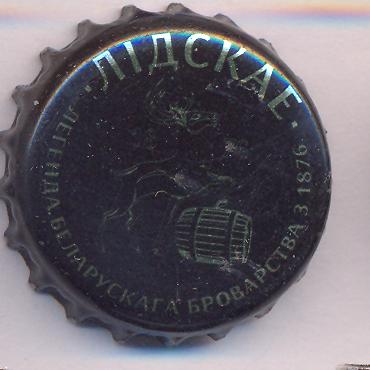 · ЛІДСКАЕ ·
ЛЕГЕНДА БЕЛАРУСКАГА БРОВАРСТВА З 1876